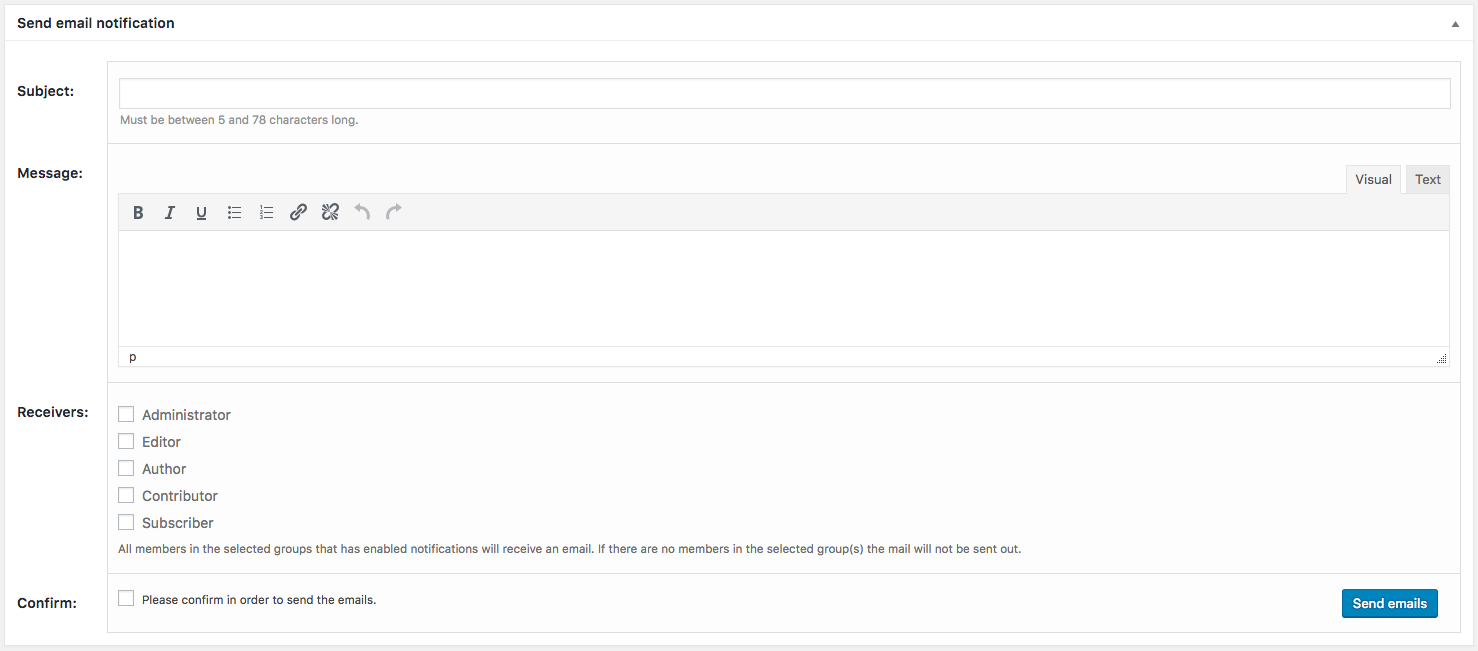 Send email notification
Subject:
Must be between 5 and 78 characters long.
Message:
Visual Text
B I U
p
Receivers:
Administrator
Editor
Author
Contributor
Subscriber
All members in the selected groups that has enabled notifications will receive an email. If there are no members in the selected group(s) the mail will not be sent out.
Confirm:
Please confirm in order to send the emails.
Send emails